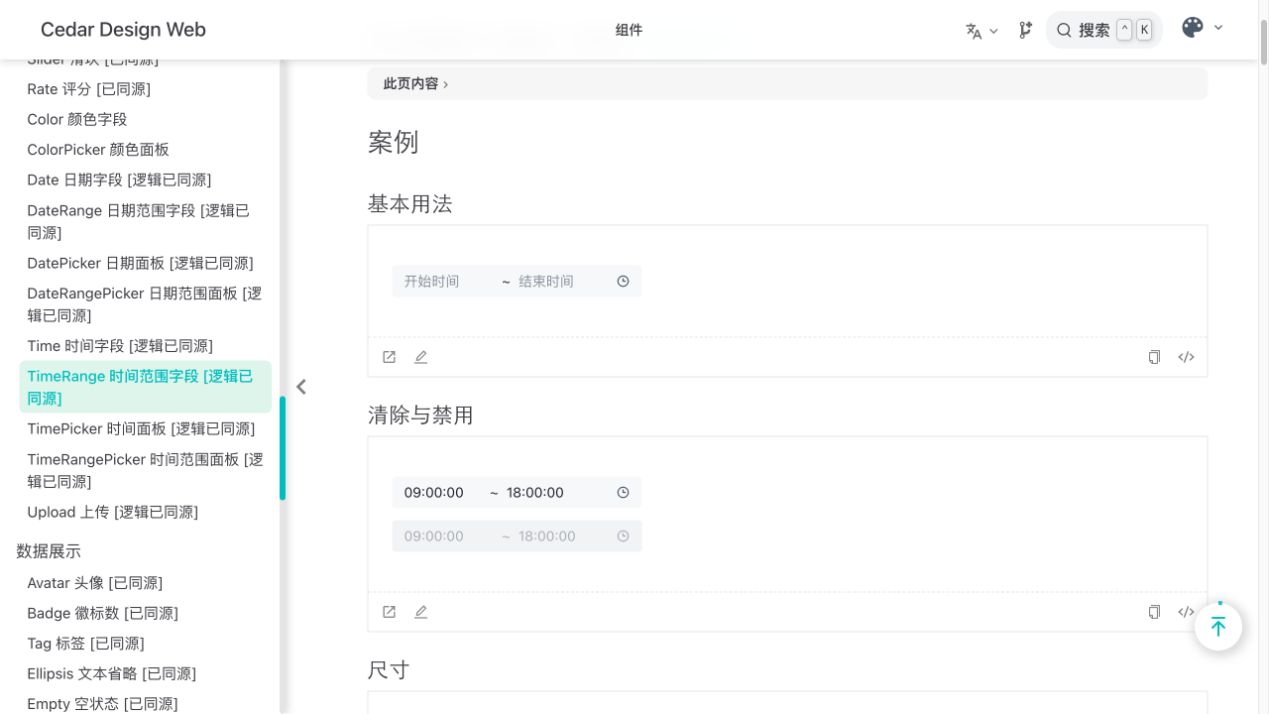 Cedar Design Web
组件
搜索 ^ K
Slider 滑块 [已同源]
Rate 评分 [已同源]
Color 颜色字段
ColorPicker 颜色面板
Date 日期字段 [逻辑已同源]
DateRange 日期范围字段 [逻辑已
同源]
DatePicker 日期面板 [逻辑已同源]
DateRangePicker 日期范围面板 [逻
辑已同源]
Time 时间字段 [逻辑已同源]
TimeRange 时间范围字段 [逻辑已
同源]
TimePicker 时间面板 [逻辑已同源]
TimeRangePicker 时间范围面板 [逻
辑已同源]
Upload 上传 [逻辑已同源]
数据展示
Avatar 头像 [已同源]
Badge 徽标数 [已同源]
Tag 标签 [已同源]
Ellipsis 文本省略 [已同源]
Empty 空状态 [已同源]
此页内容 ›
案例
基本用法
开始时间 ~ 结束时间
清除与禁用
09:00:00 ~ 18:00:00
09:00:00 ~ 18:00:00
尺寸